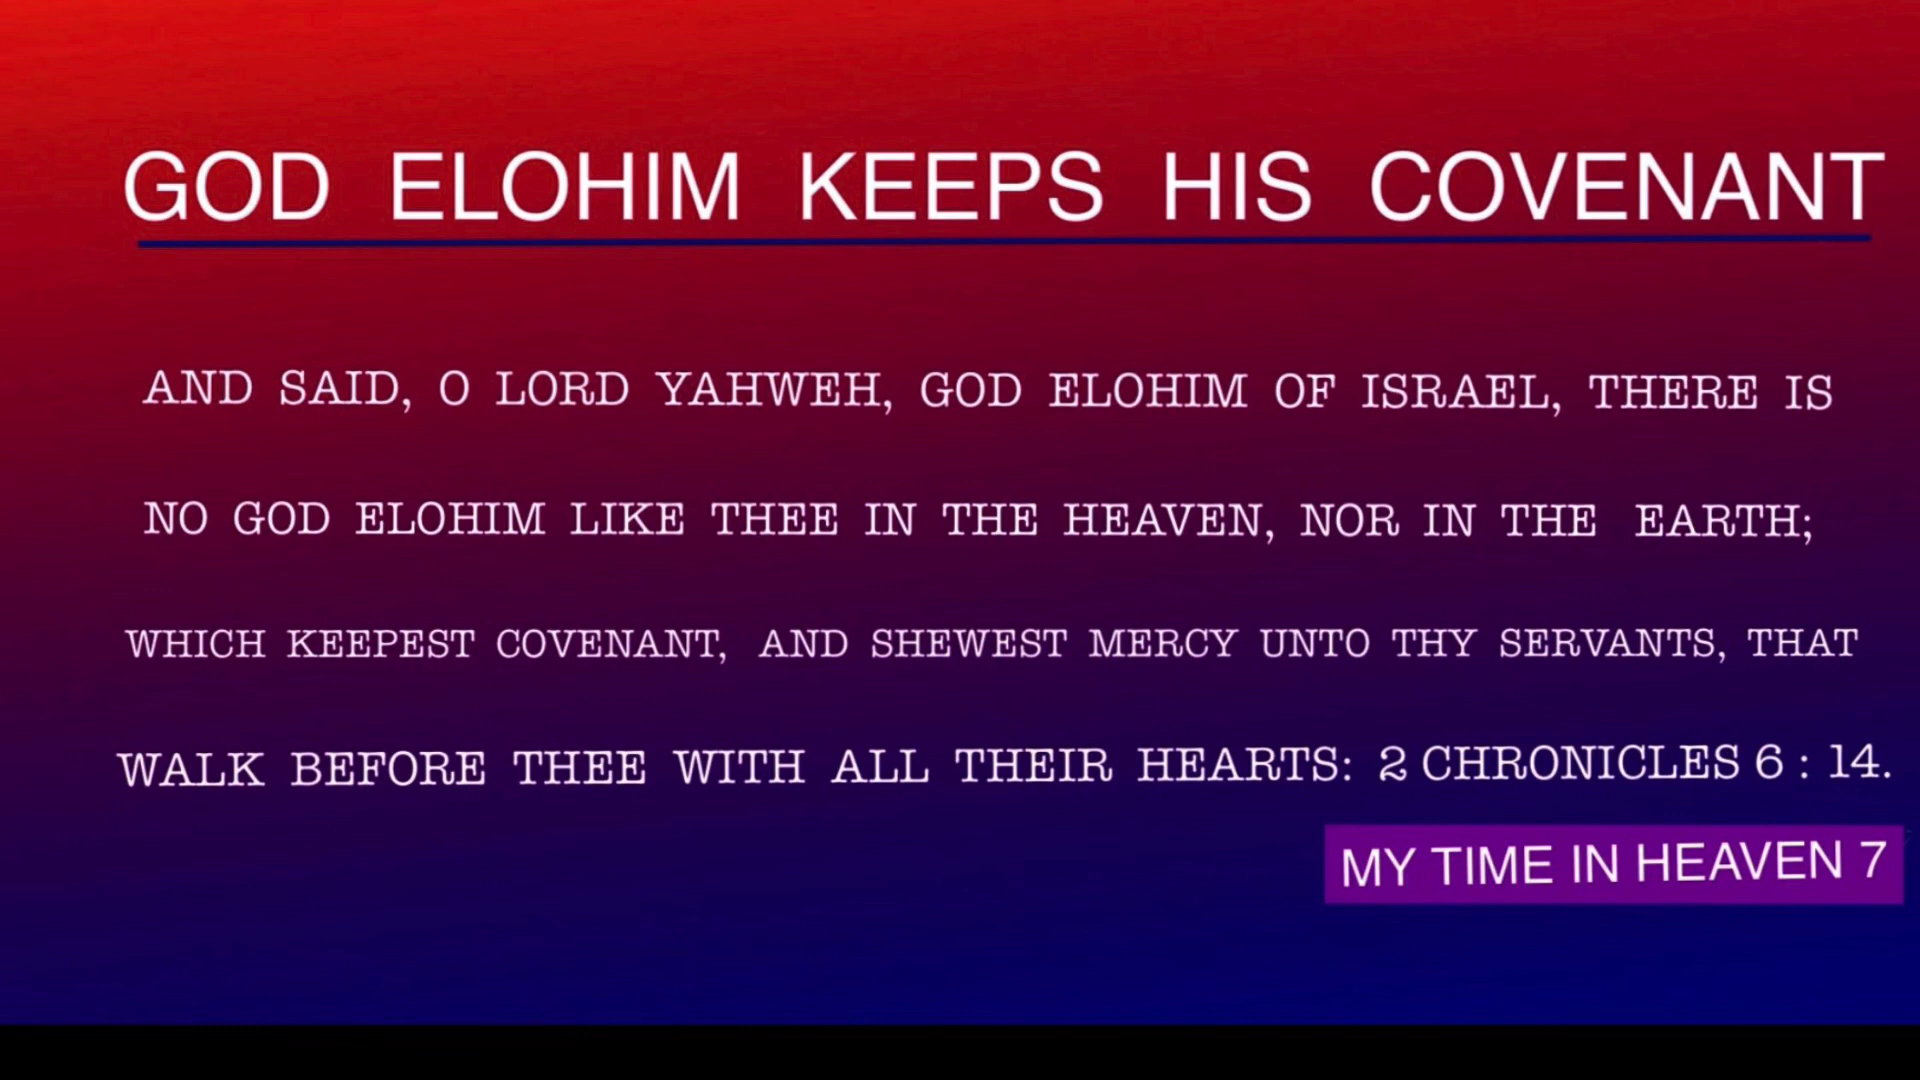 GOD ELOHIM KEEPS HIS COVENANT
AND SAID, O LORD YAHWEH, GOD ELOHIM OF ISRAEL, THERE IS
NO GOD ELOHIM LIKE THEE IN THE HEAVEN, NOR IN THE EARTH;
WHICH KEEPEST COVENANT, AND SHEWEST MERCY UNTO THY SERVANTS, THAT
WALK BEFORE THEE WITH ALL THEIR HEARTS: 2 CHRONICLES 6 : 14.
MY TIME IN HEAVEN 7